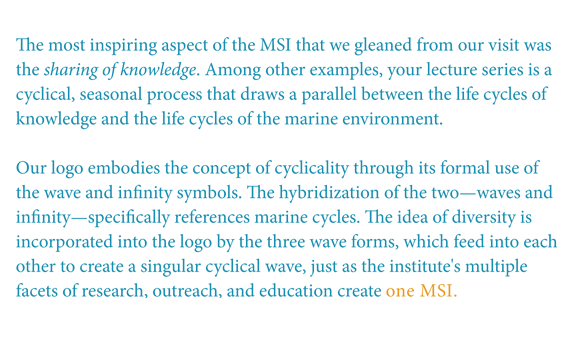 The most inspiring aspect of the MSI that we gleaned from our visit was
the sharing of knowledge. Among other examples, your lecture series is a
cyclical, seasonal process that draws a parallel between the life cycles of
knowledge and the life cycles of the marine environment.
Our logo embodies the concept of cyclicality through its formal use of
the wave and infinity symbols. The hybridization of the two—waves and
infinity—specifically references marine cycles. The idea of diversity is
incorporated into the logo by the three wave forms, which feed into each
other to create a singular cyclical wave, just as the institute's multiple
facets of research, outreach, and education create one MSI.